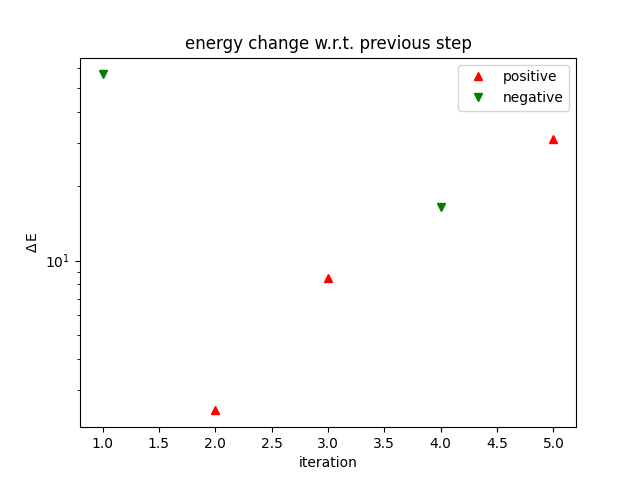 energy change w.r.t. previous step
positive
negative
Δ E
10¹
1.0 1.5 2.0 2.5 3.0 3.5 4.0 4.5 5.0
iteration